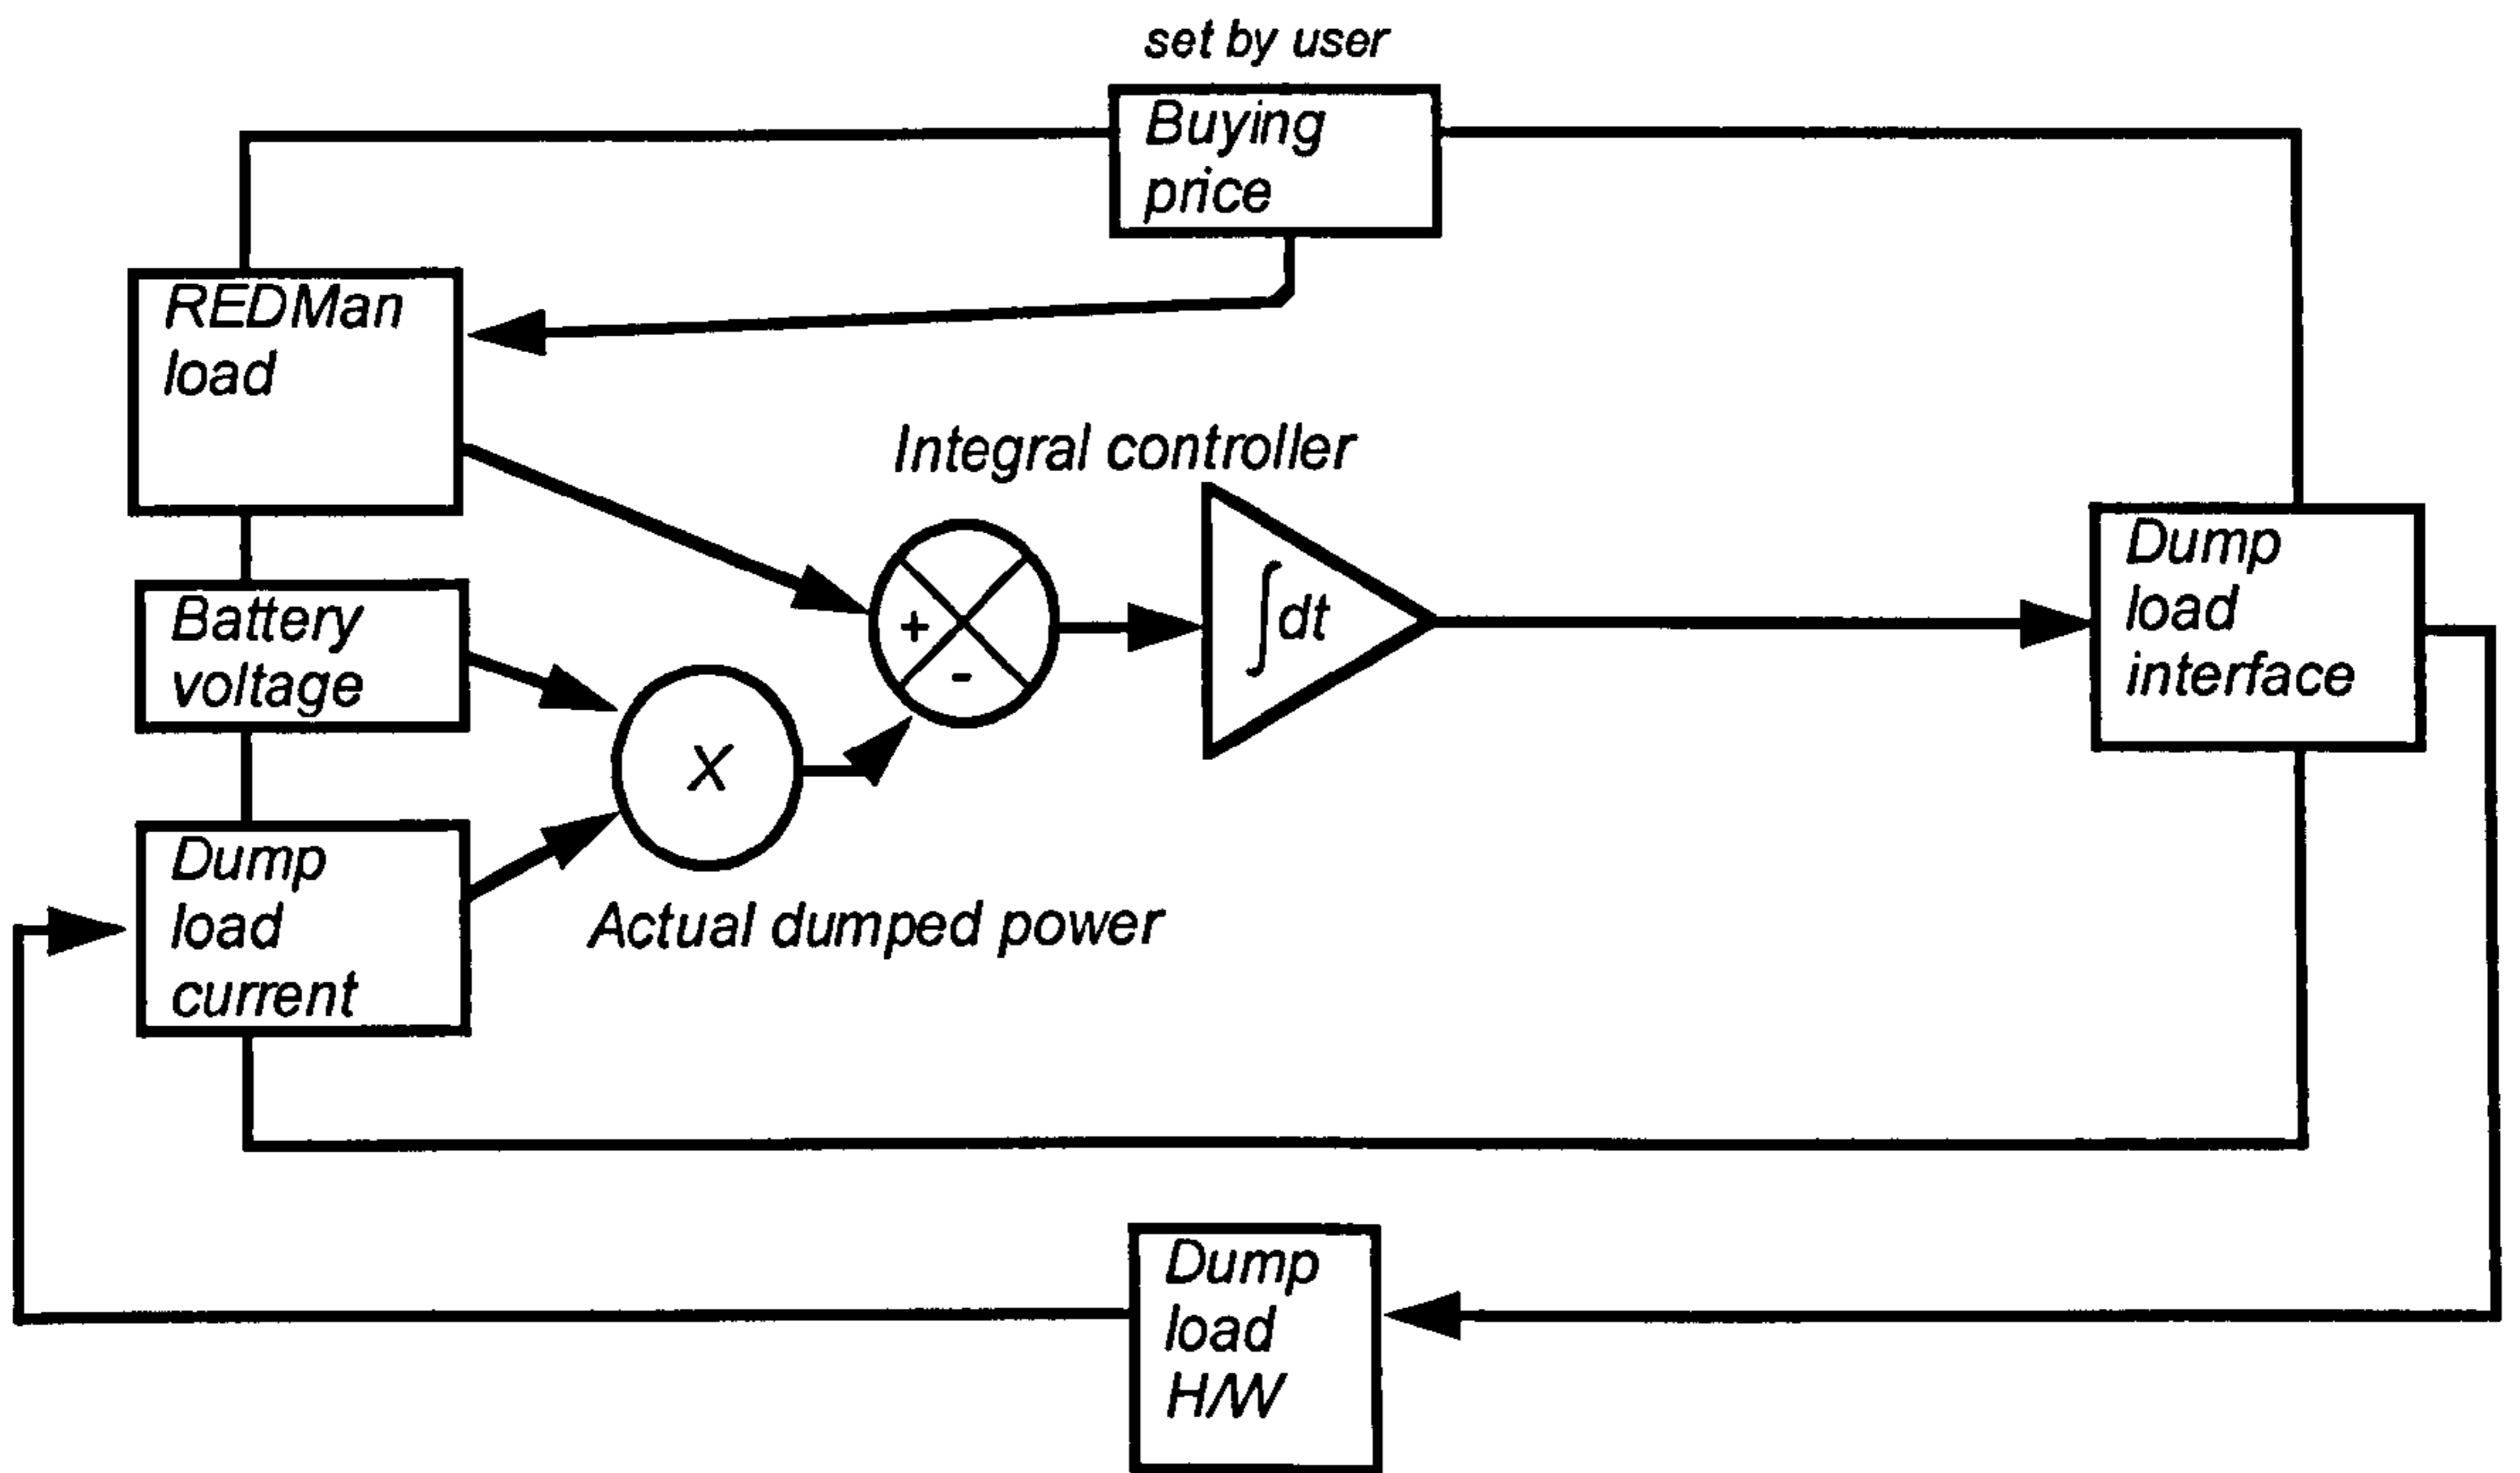 set by user
Buying
price
REDMan
load
Integral controller
+
-
∫dt
Battery
voltage
x
Dump
load
interface
Dump
load
current
Actual dumped power
Dump
load
H/W